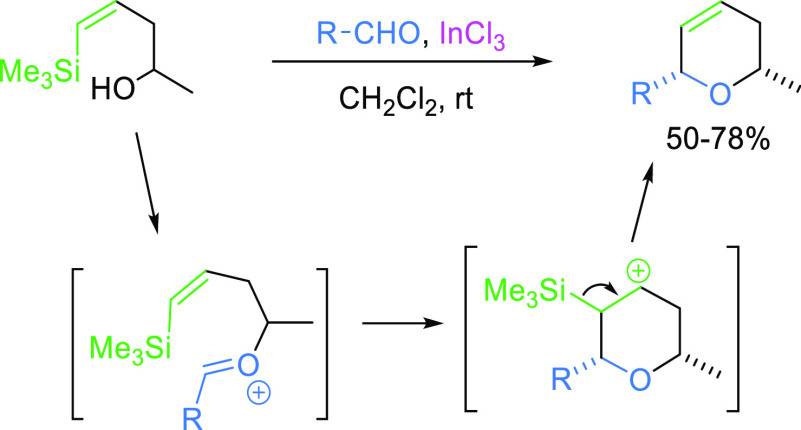 Me₃Si
HO
R-CHO, InCl₃
CH₂Cl₂, rt
R
O
50-78%
Me₃Si
O
+
R
Me₃Si
+
R
O